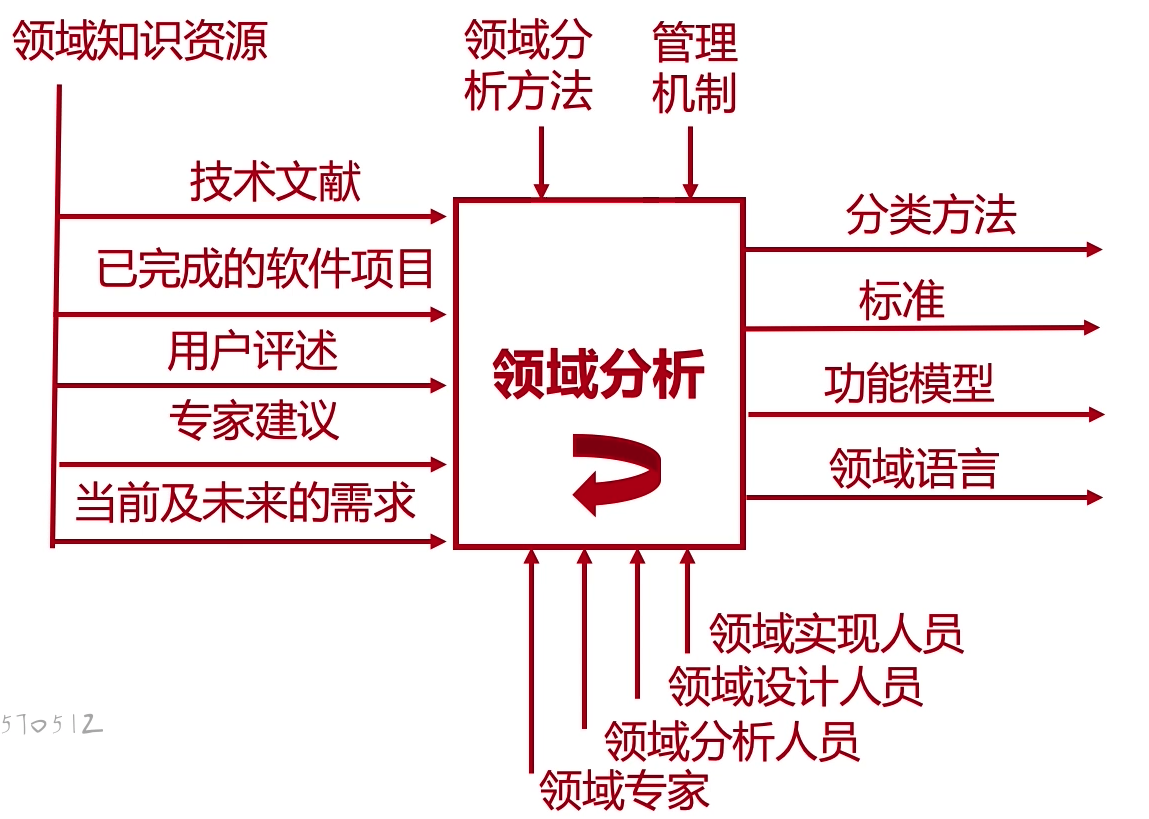 领域知识资源
领域分
析方法
管理
机制
技术文献
已完成的软件项目
用户评述
专家建议
当前及未来的需求
领域分析
分类方法
标准
功能模型
领域语言
领域实现人员
领域设计人员
领域分析人员
领域专家
570512